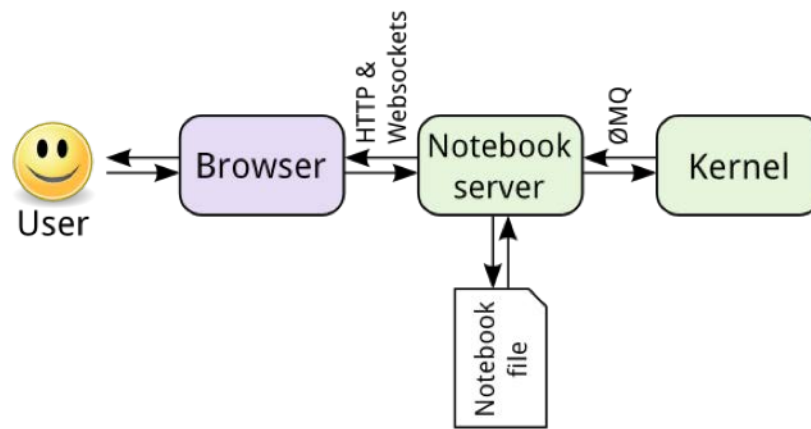 User
Browser
HTTP &
Websockets
Notebook
server
ØMQ
Kernel
Notebook
file